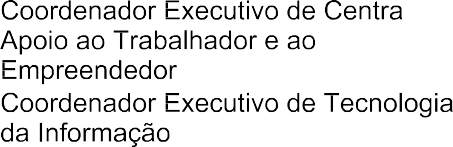 Coordenador Executivo de Centra
Apoio ao Trabalhador e ao
Empreendedor
Coordenador Executivo de Tecnologia
da Informação